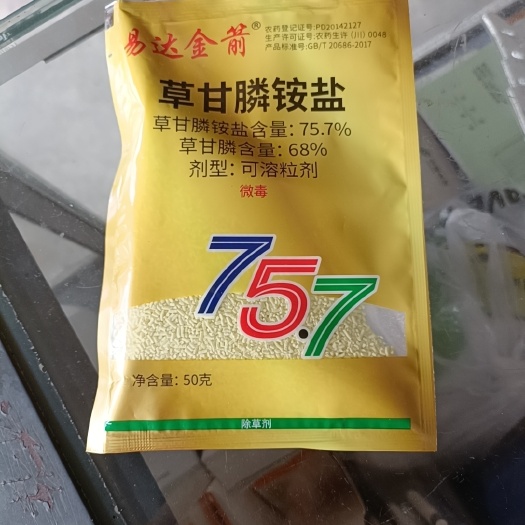 易达金箭®
农药登记证号:PD20142127
生产许可证号:农药生许(川)0048
产品标准号:GB/T 20686-2017
草甘膦铵盐
草甘膦铵盐含量:75.7%
草甘膦含量:68%
剂型:可溶粒剂
微毒
75.7
净含量:50克
除草剂